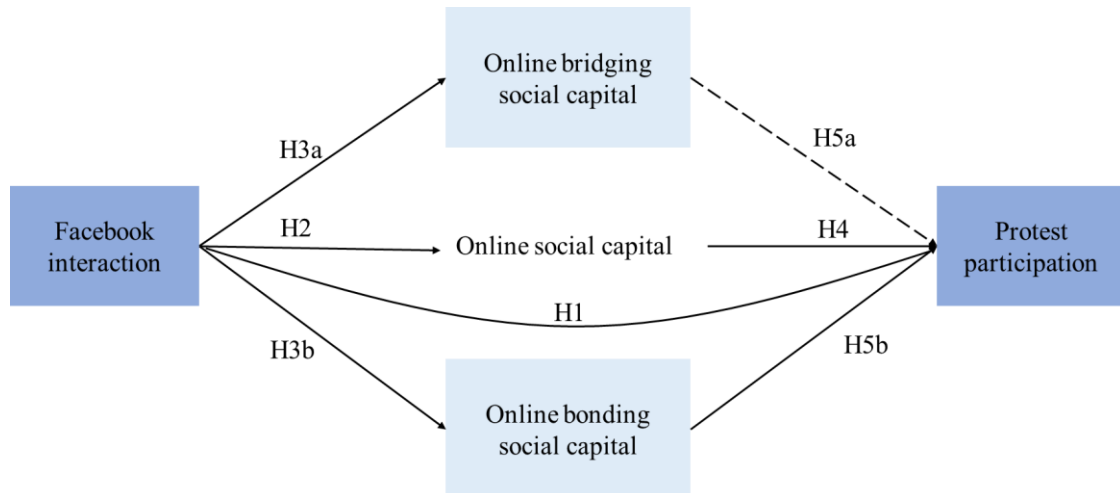 Online bridging
social capital
H3a
H5a
Facebook
interaction
H2
Online social capital
H4
Protest
participation
H1
H3b
H5b
Online bonding
social capital